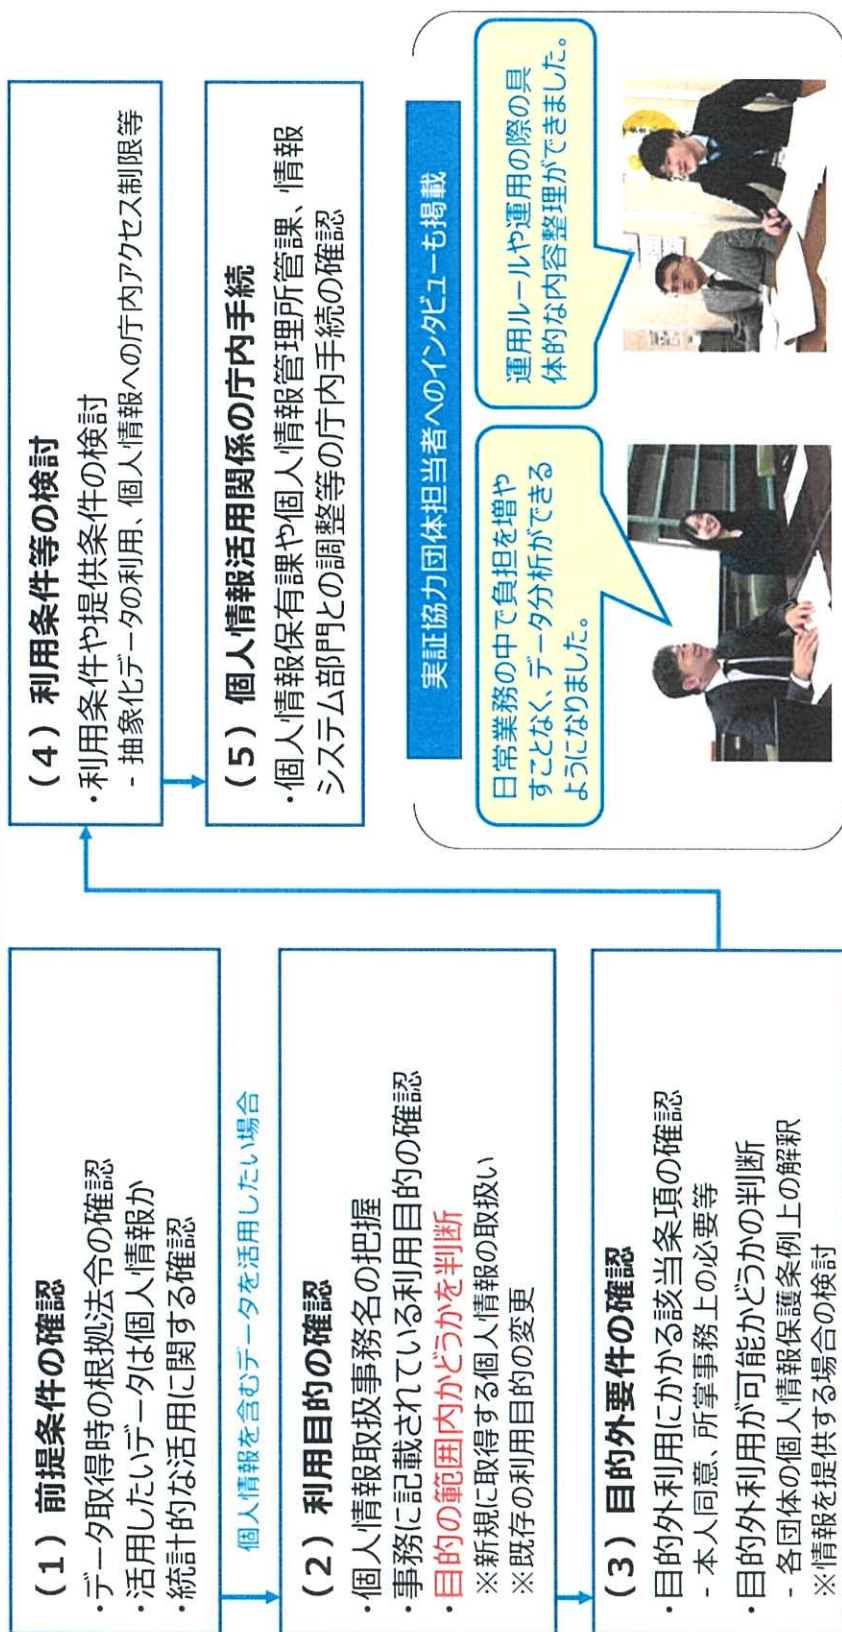 （1）前提条件の確認
・データ取得時の根拠法令の確認
・活用したいデータは個人情報か
・統計的な活用に関する確認
個人情報を含むデータを活用したい場合
（2）利用目的の確認
・個人情報取扱事務名の把握
・事務に記載されている利用目的の確認
・目的の範囲内かどうかを判断
※新規に取得する個人情報の取扱い
※既存の利用目的の変更
（3）目的外要件の確認
・目的外利用にかかる該当条項の確認
- 本人同意、所掌事務上の必要等
・目的外利用が可能かどうかの判断
- 各団体の個人情報保護条例上の解釈
※情報を提供する場合の検討
（4）利用条件等の検討
・利用条件や提供条件の検討
- 抽象化データの利用、個人情報への庁内アクセス制限等
（5）個人情報活用関係の庁内手続
・個人情報保有課や個人情報管理所管課、情報
システム部門との調整等の庁内手続の確認
実証協力団体担当者へのインタビューも掲載
日常業務の中で負担を増や
すことなく、データ分析ができる
ようになりました。
運用ルールや運用の際の具
体的な内容整理ができました。